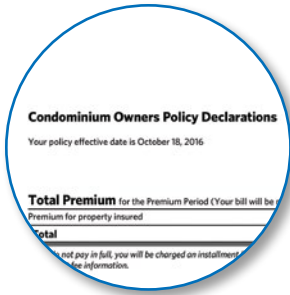 Condominium Owners Policy Declarations
Your policy effective date is October 18, 2016
Total Premium for the Premium Period (Your bill will be
Premium for property insured
Total
not pay in full, you will be charged an installment
fee information.